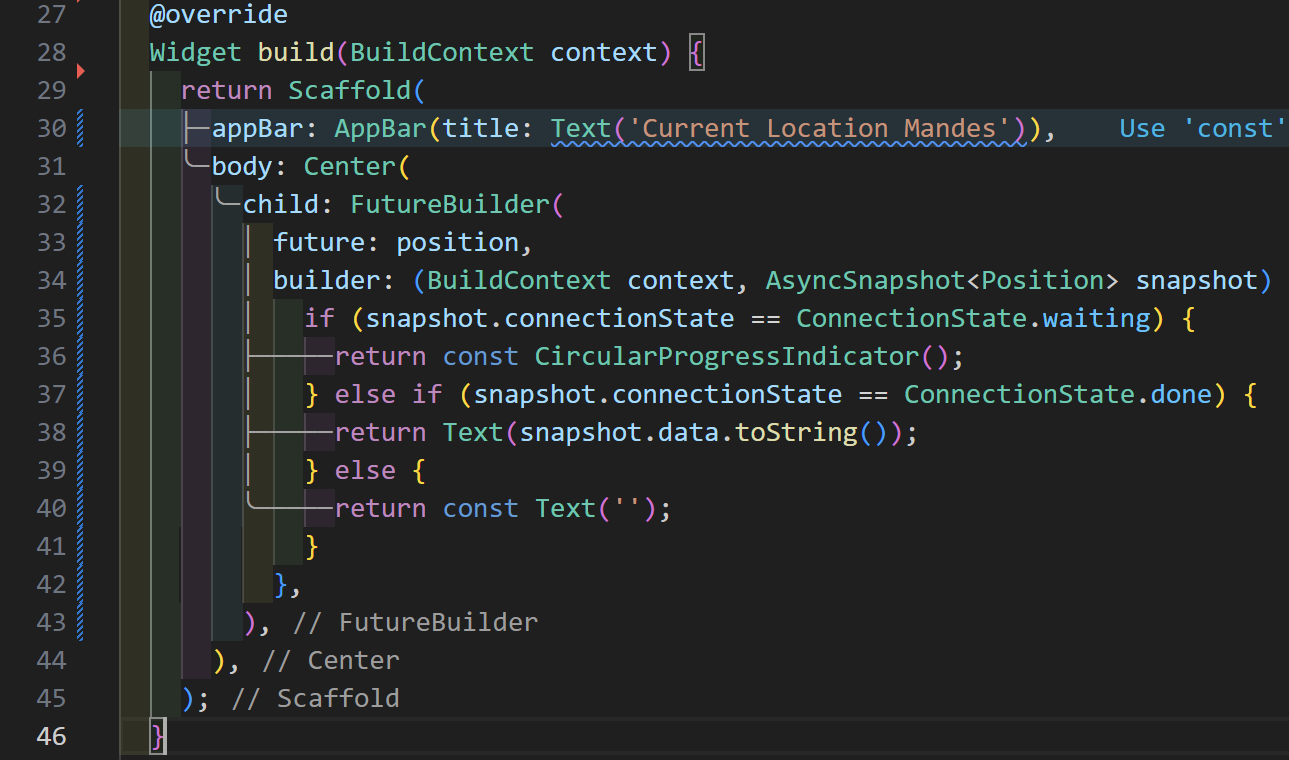 27 @override
28 Widget build(BuildContext context) {
29 return Scaffold(
30 appBar: AppBar(title: Text('Current Location Mandes')), Use 'const'
31 body: Center(
32 child: FutureBuilder(
33 future: position,
34 builder: (BuildContext context, AsyncSnapshot<Position> snapshot)
35 if (snapshot.connectionState == ConnectionState.waiting) {
36 return const CircularProgressIndicator();
37 } else if (snapshot.connectionState == ConnectionState.done) {
38 return Text(snapshot.data.toString());
39 } else {
40 return const Text('');
41 }
42 },
43 ), // FutureBuilder
44 ), // Center
45 ); // Scaffold
46 }